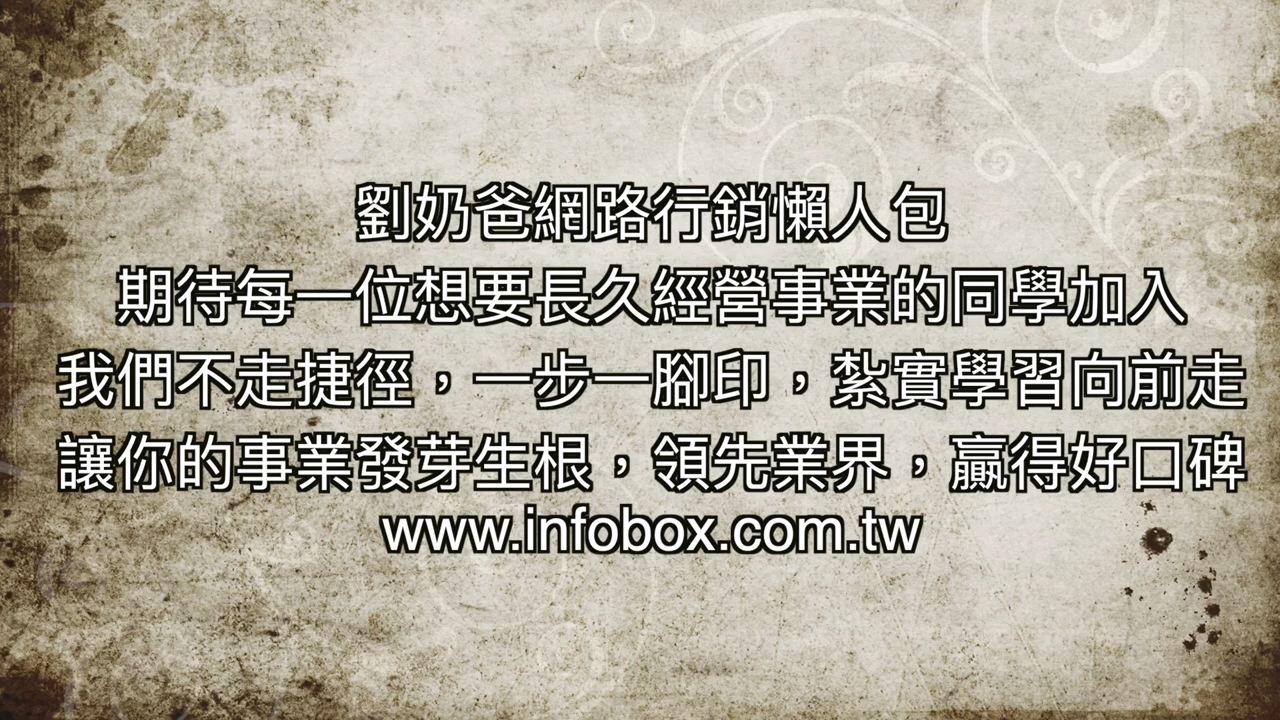 劉奶爸網路行銷懶人包
期待每一位想要長久經營事業的同學加入
我們不走捷徑，一步一腳印，紮實學習向前走
讓你的事業發芽生根，領先業界，贏得好口碑
www.infobox.com.tw